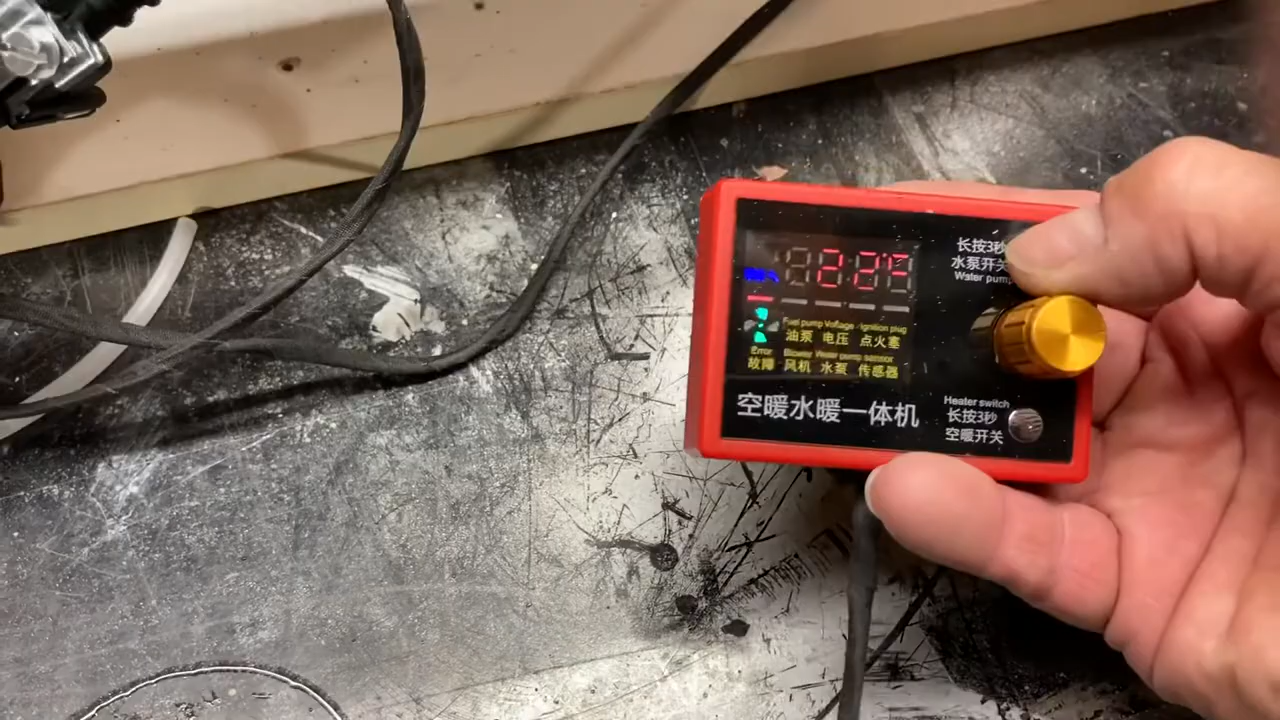 22℃
长按3秒
水泵开关
Water pump
Fuel pump Voltage Ignition plug
油泵 电压 点火塞
Error
故障
Blower Water pump sensor
风机 水泵 传感器
空暖水暖一体机
Heater switch
长按3秒
空暖开关